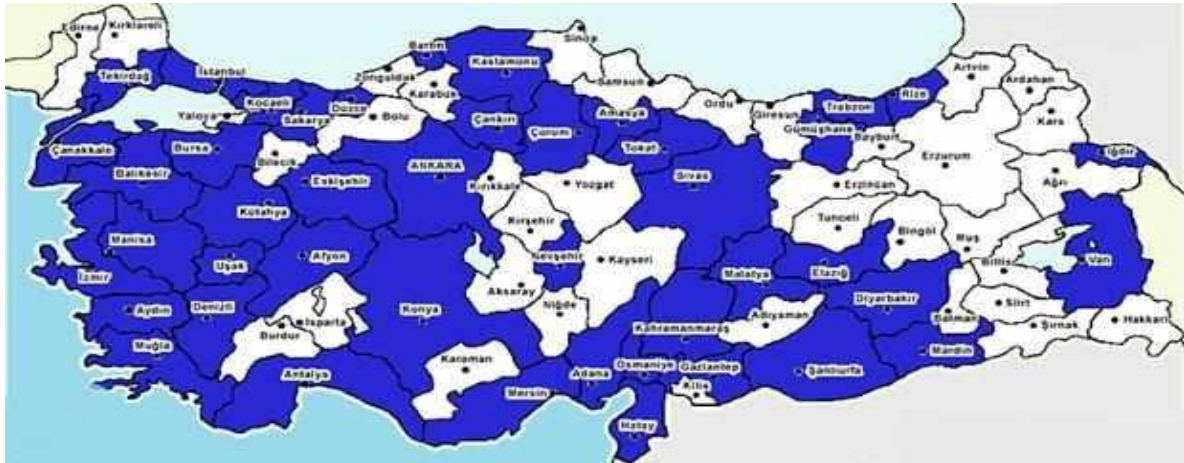 Edirne
Kırklareli
Tekirdağ
İstanbul
Kocaeli
Yalova
Sakarya
Düzce
Zonguldak
Bartın
Karabük
Bolu
Kastamonu
Sinop
Samsun
Çankırı
Çorum
Amasya
Tokat
Ordu
Giresun
Gümüşhane
Trabzon
Bayburt
Rize
Artvin
Ardahan
Kars
Iğdır
Ağrı
Erzurum
Erzincan
Çanakkale
Balıkesir
Bursa
Bilecik
Eskişehir
Kütahya
ANKARA
Kırıkkale
Yozgat
Kırşehir
Sivas
Tunceli
Bingöl
Muş
Bitlis
Van
Manisa
İzmir
Uşak
Afyon
Nevşehir
Kayseri
Malatya
Elazığ
Diyarbakır
Batman
Siirt
Şırnak
Hakkari
Aydın
Denizli
Burdur
Isparta
Konya
Aksaray
Niğde
Kahramanmaraş
Adıyaman
Mardin
Muğla
Antalya
Karaman
Mersin
Adana
Osmaniye
Gaziantep
Kilis
Şanlıurfa
Hatay